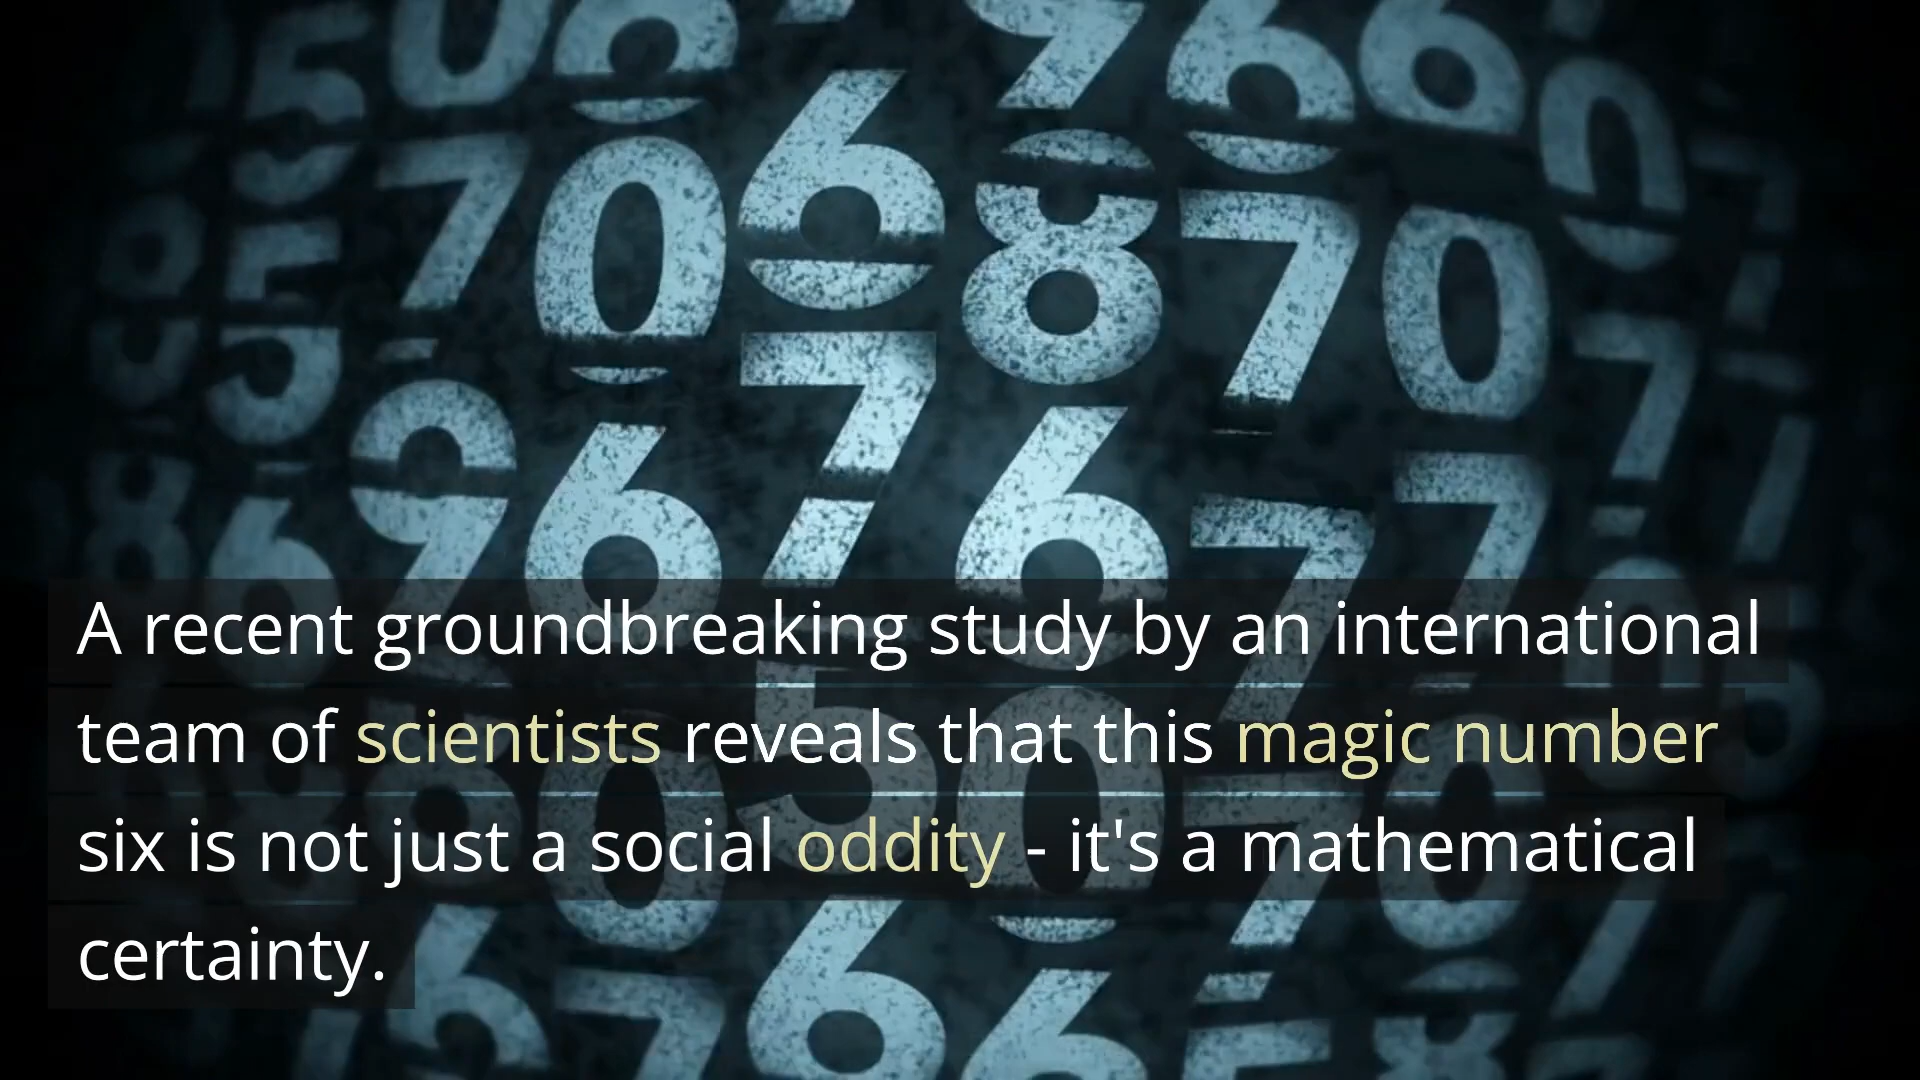 A recent groundbreaking study by an international
team of scientists reveals that this magic number
six is not just a social oddity - it's a mathematical
certainty.